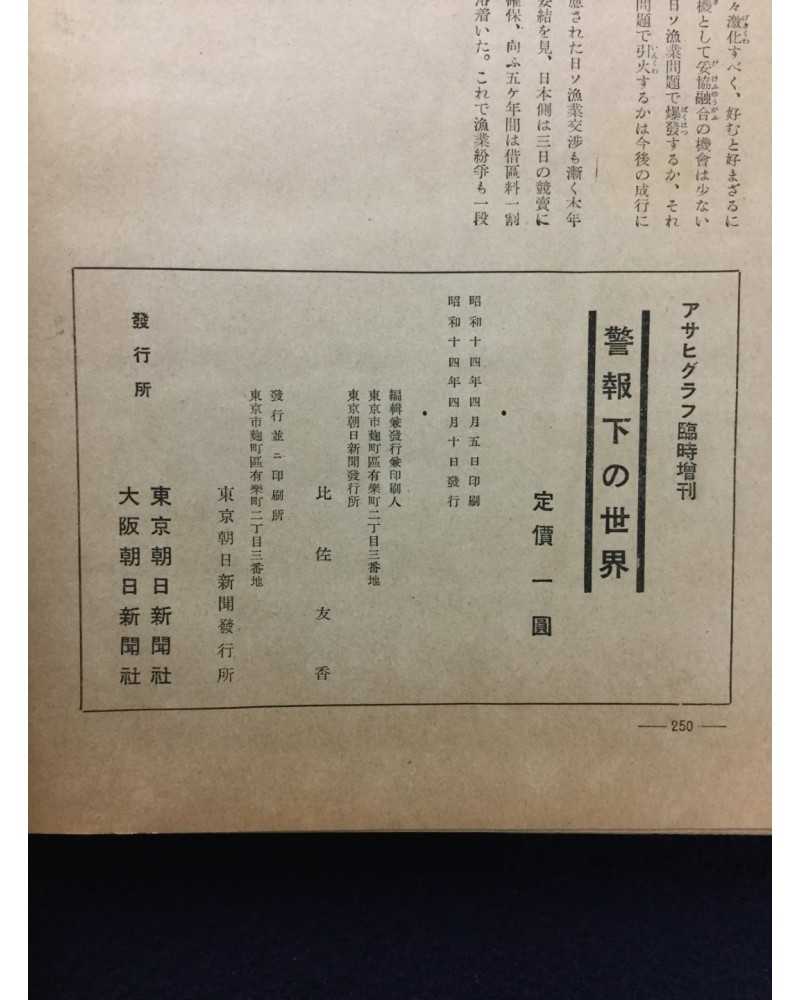 々激化すべく、好むと好まざるに
機として妥協融合の機會は少ない
日ソ漁業問題で爆發するか、それ
問題で引火するかは今後の成行に
應された日ソ漁業交渉も漸く本年
妥結を見、日本側は三日の競賣に
確保、向ふ五ケ年間は借區料一割
落着いた。これで漁業紛爭も一段
アサヒグラフ臨時增刊
警報下の世界
定價一圓
昭和十四年四月五日印刷
昭和十四年四月十日發行
編輯兼發行兼印刷人
東京市麹町區有樂町二丁目三番地
東京朝日新聞發行所
比佐友香
發行並ニ印刷所
東京市麹町區有樂町二丁目三番地
東京朝日新聞發行所
發行所
東京朝日新聞社
大阪朝日新聞社
250